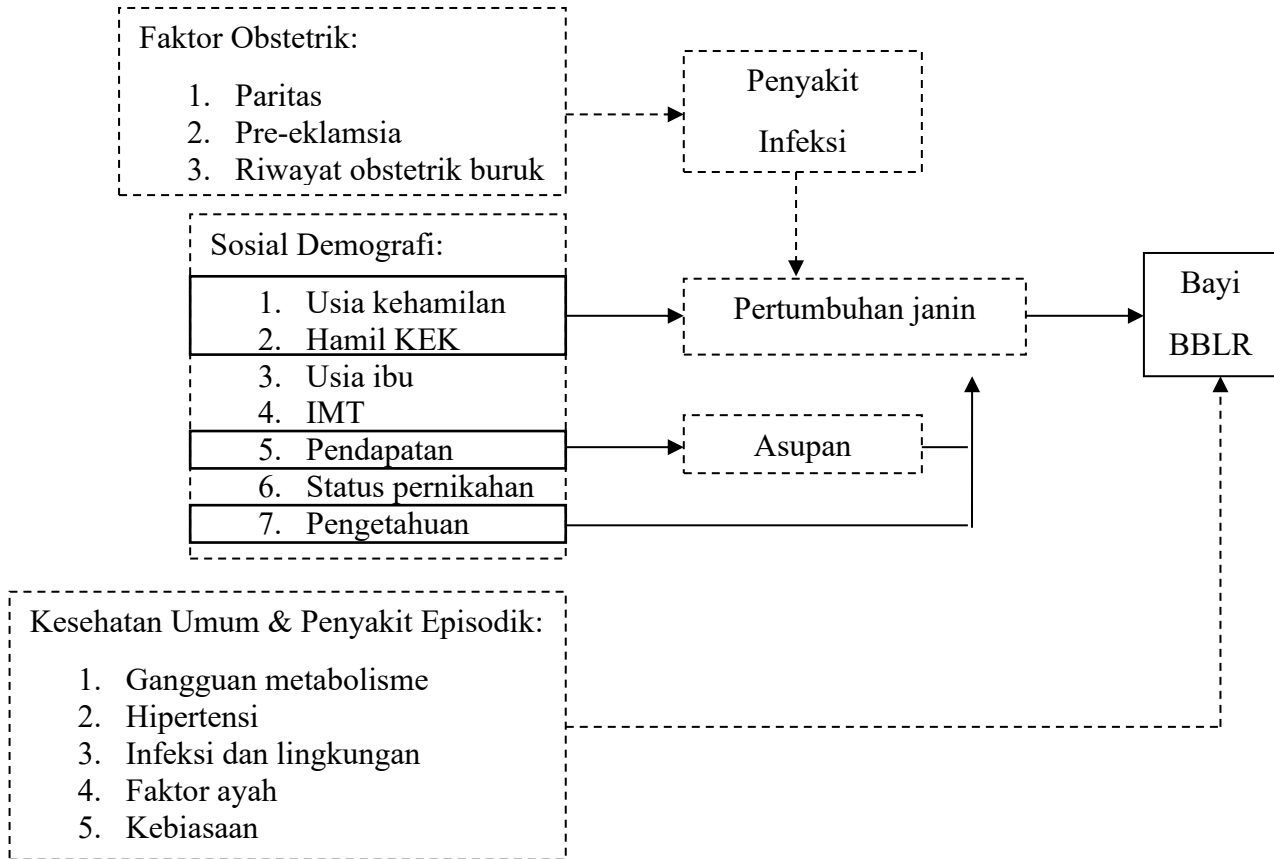 Faktor Obstetrik:
1. Paritas
2. Pre-eklamsia
3. Riwayat obstetrik buruk
Penyakit
Infeksi
Sosial Demografi:
1. Usia kehamilan
2. Hamil KEK
3. Usia ibu
4. IMT
5. Pendapatan
6. Status pernikahan
7. Pengetahuan
Pertumbuhan janin
Asupan
Bayi
BBLR
Kesehatan Umum & Penyakit Episodik:
1. Gangguan metabolisme
2. Hipertensi
3. Infeksi dan lingkungan
4. Faktor ayah
5. Kebiasaan